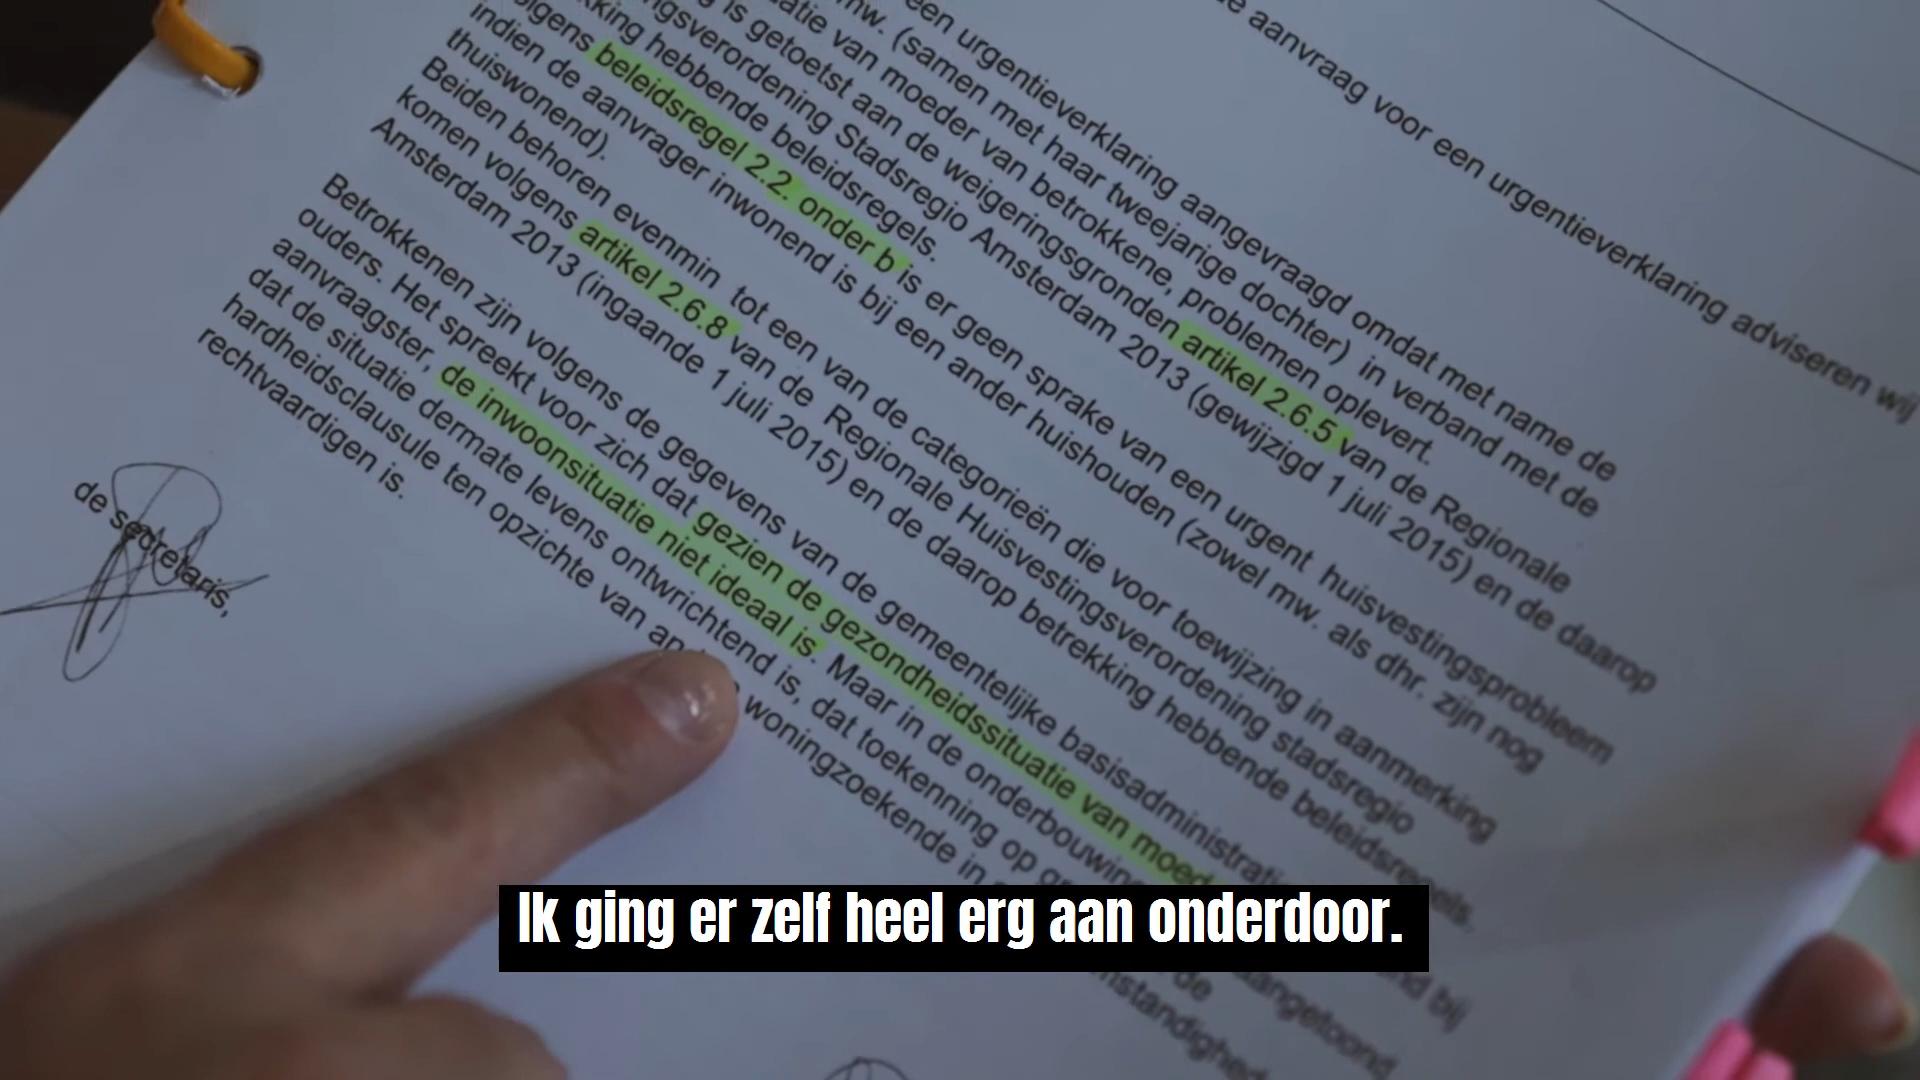 de aanvraag voor een urgentieverklaring adviseren wij
een urgentieverklaring aangevraagd omdat met name de
mw. (samen met haar tweejarige dochter) in verband met de
van moeder van betrokkene, problemen oplevert.
is getoetst aan de weigeringsgronden artikel 2.6.5 van de Regionale
Stadsregio Amsterdam 2013 (gewijzigd 1 juli 2015) en de daarop
hebbende beleidsregels.
beleidsregel 2.2. onder b is er geen sprake van een urgent huisvestingsprobleem
indien de aanvrager inwonend is bij een ander huishouden (zowel mw. als dhr. zijn nog
thuiswonend).
Beiden behoren evenmin tot een van de categorieën die voor toewijzing in aanmerking
komen volgens artikel 2.6.8 van de Regionale Huisvestingsverordening stadsregio
Amsterdam 2013 (ingaande 1 juli 2015) en de daarop betrekking hebbende beleidsregels.
Betrokkenen zijn volgens de gegevens van de gemeentelijke bij
ouders. Het spreekt voor zich dat gezien de gezondheidssituatie van
aanvraagster, de inwoonsituatie niet ideaal is. Maar in de aangetoond
dat de situatie dermate levens ontwrichtend is, dat toekenning op de
hardheidsclausule ten opzichte van woningzoekende in
rechtvaardigen is.
de secretaris,
Ik ging er zelf heel erg aan onderdoor.